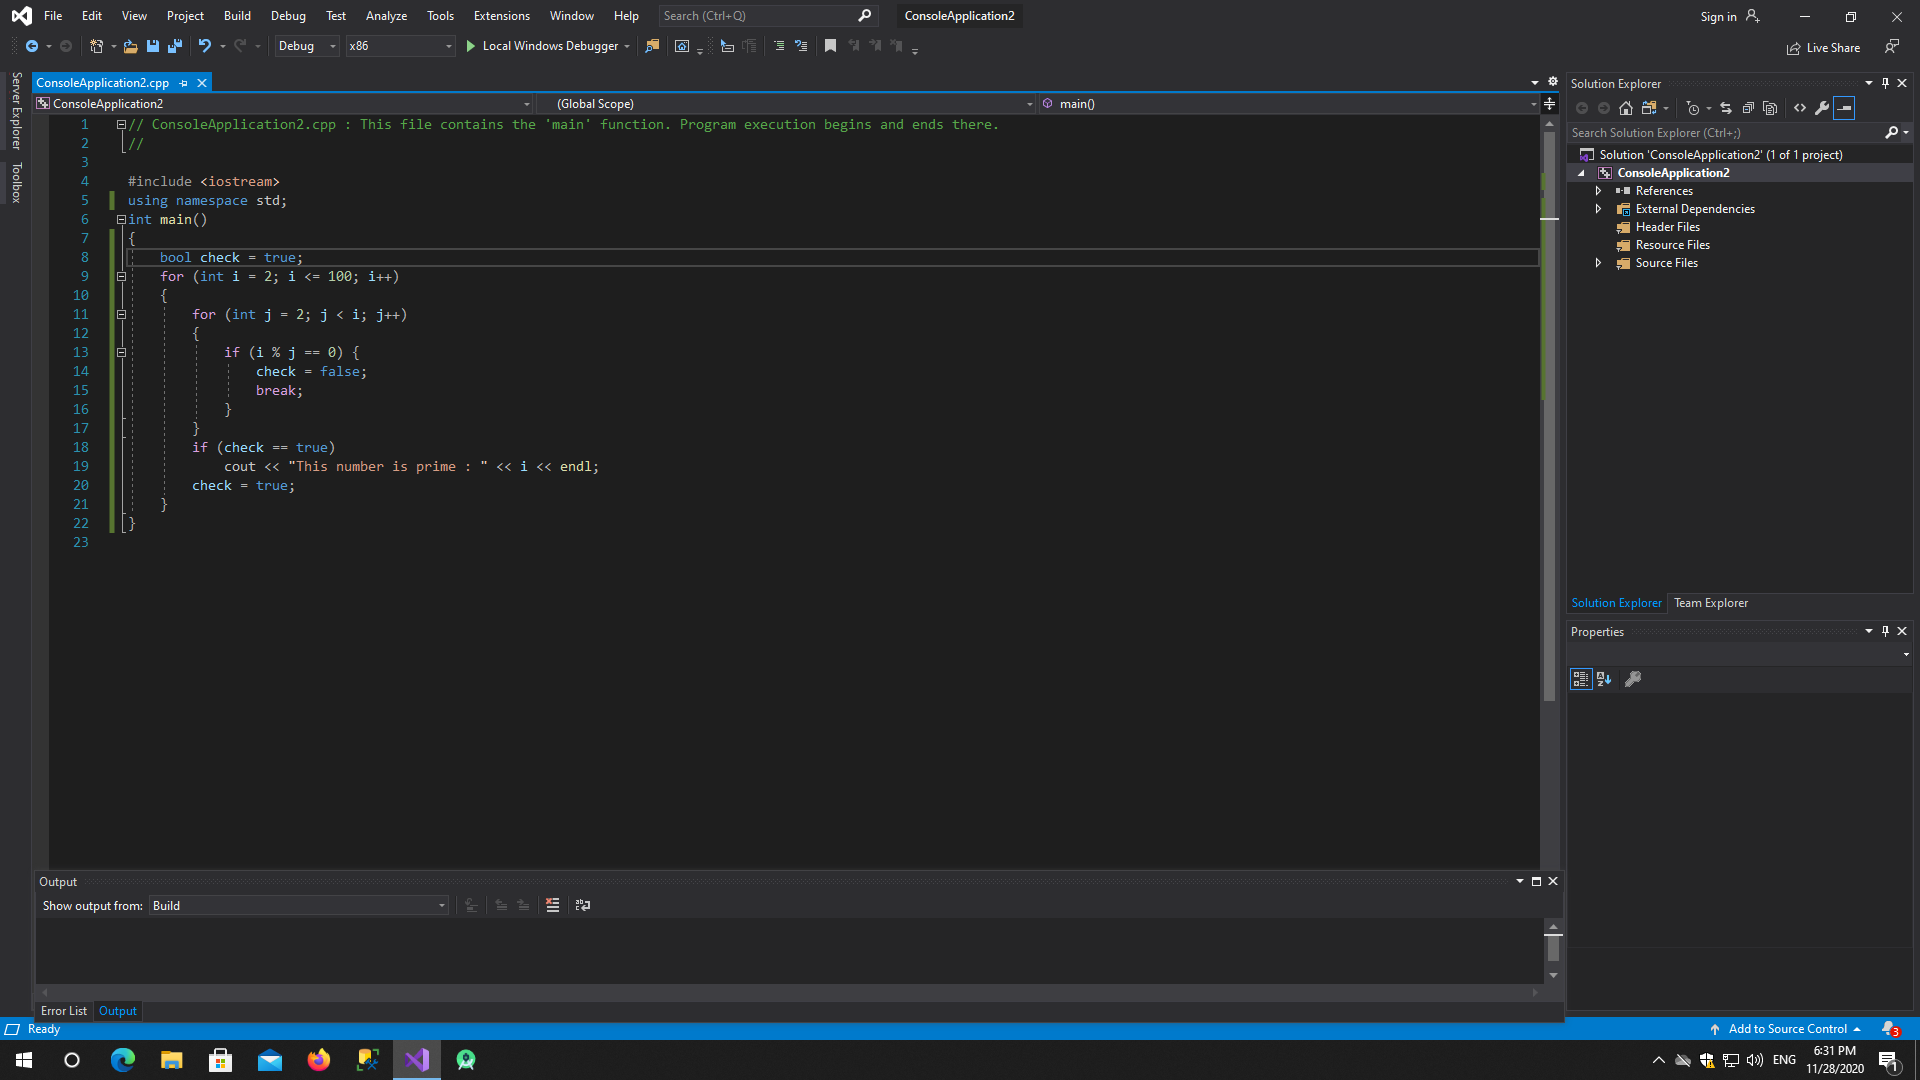 File Edit View Project Build Debug Test Analyze Tools Extensions Window Help Search (Ctrl+Q) ConsoleApplication2 Sign in
Debug x86 Local Windows Debugger Live Share
Server Explorer
Toolbox
ConsoleApplication2.cpp
ConsoleApplication2 (Global Scope) main()
1 // ConsoleApplication2.cpp : This file contains the 'main' function. Program execution begins and ends there.
2 //
3
4 #include <iostream>
5 using namespace std;
6 int main()
7 {
8 bool check = true;
9 for (int i = 2; i <= 100; i++)
10 {
11 for (int j = 2; j < i; j++)
12 {
13 if (i % j == 0) {
14 check = false;
15 break;
16 }
17 }
18 if (check == true)
19 cout << "This number is prime : " << i << endl;
20 check = true;
21 }
22 }
23
Solution Explorer
Search Solution Explorer (Ctrl+;)
Solution 'ConsoleApplication2' (1 of 1 project)
ConsoleApplication2
References
External Dependencies
Header Files
Resource Files
Source Files
Solution Explorer Team Explorer
Properties
Output
Show output from: Build
Error List Output
Ready Add to Source Control 3
ENG 6:31 PM
11/28/2020 1